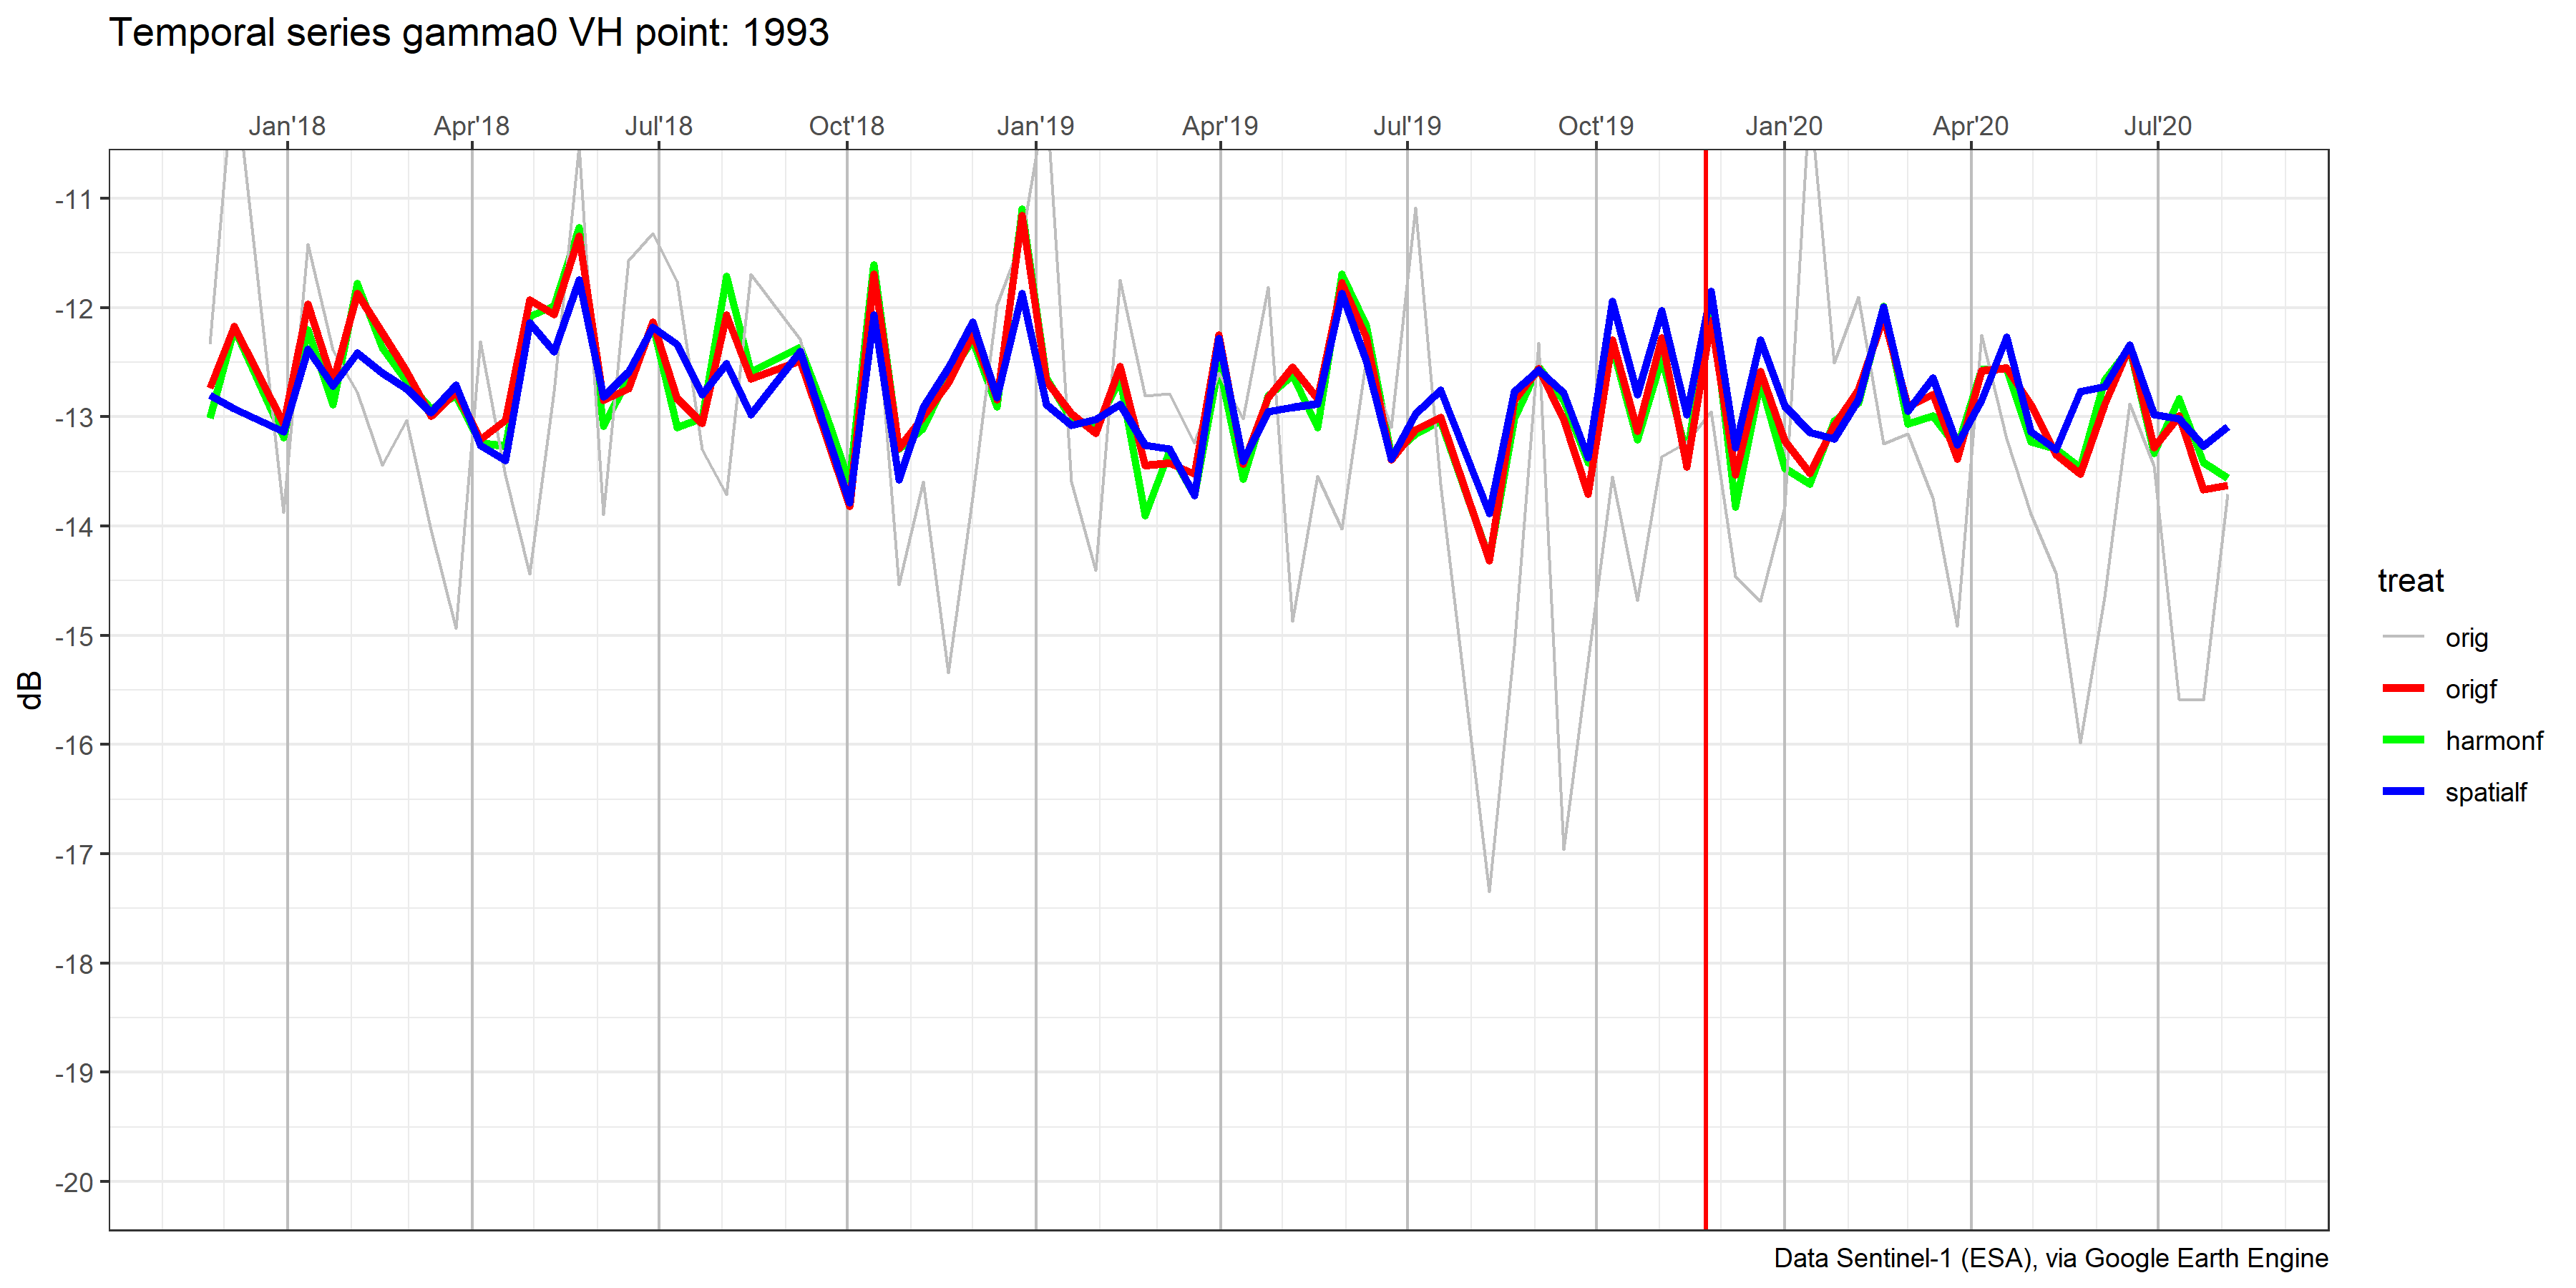 Temporal series gamma0 VH point: 1993
Jan'18 Apr'18 Jul'18 Oct'18 Jan'19 Apr'19 Jul'19 Oct'19 Jan'20 Apr'20 Jul'20
-11
-12
-13
-14
-15
-16
-17
-18
-19
-20
dB
treat
orig
origf
harmonf
spatialf
Data Sentinel-1 (ESA), via Google Earth Engine